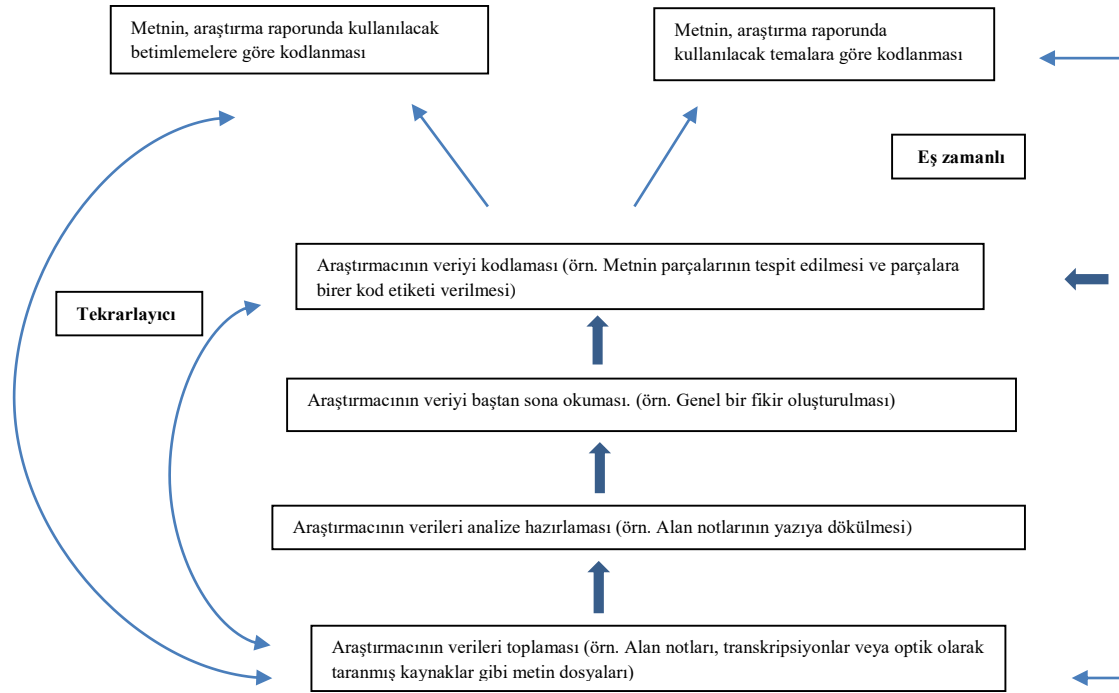 Metnin, araştırma raporunda kullanılacak
betimlemelere göre kodlanması
Metnin, araştırma raporunda
kullanılacak temalara göre kodlanması
Eş zamanlı
Araştırmacının veriyi kodlaması (örn. Metnin parçalarının tespit edilmesi ve parçalara
birer kod etiketi verilmesi)
Tekrarlayıcı
Araştırmacının veriyi baştan sona okuması. (örn. Genel bir fikir oluşturulması)
Araştırmacının verileri analize hazırlaması (örn. Alan notlarının yazıya dökülmesi)
Araştırmacının verileri toplaması (örn. Alan notları, transkripsiyonlar veya optik olarak
taranmış kaynaklar gibi metin dosyaları)